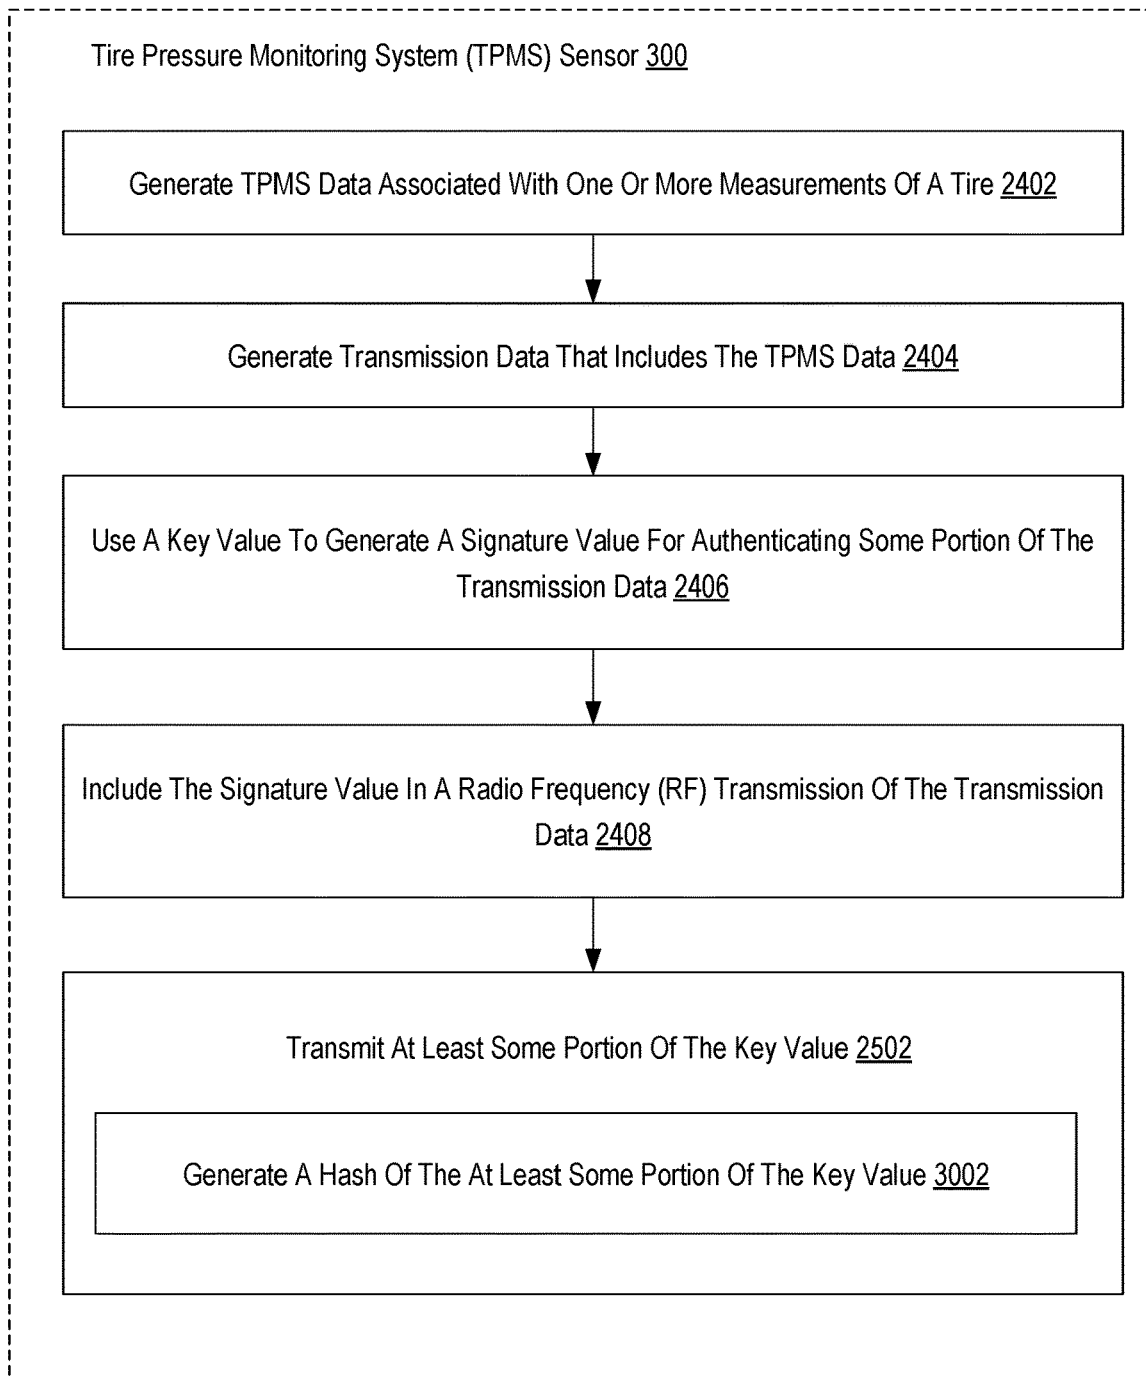 Tire Pressure Monitoring System (TPMS) Sensor 300
Generate TPMS Data Associated With One Or More Measurements Of A Tire 2402
Generate Transmission Data That Includes The TPMS Data 2404
Use A Key Value To Generate A Signature Value For Authenticating Some Portion Of The
Transmission Data 2406
Include The Signature Value In A Radio Frequency (RF) Transmission Of The Transmission
Data 2408
Transmit At Least Some Portion Of The Key Value 2502
Generate A Hash Of The At Least Some Portion Of The Key Value 3002